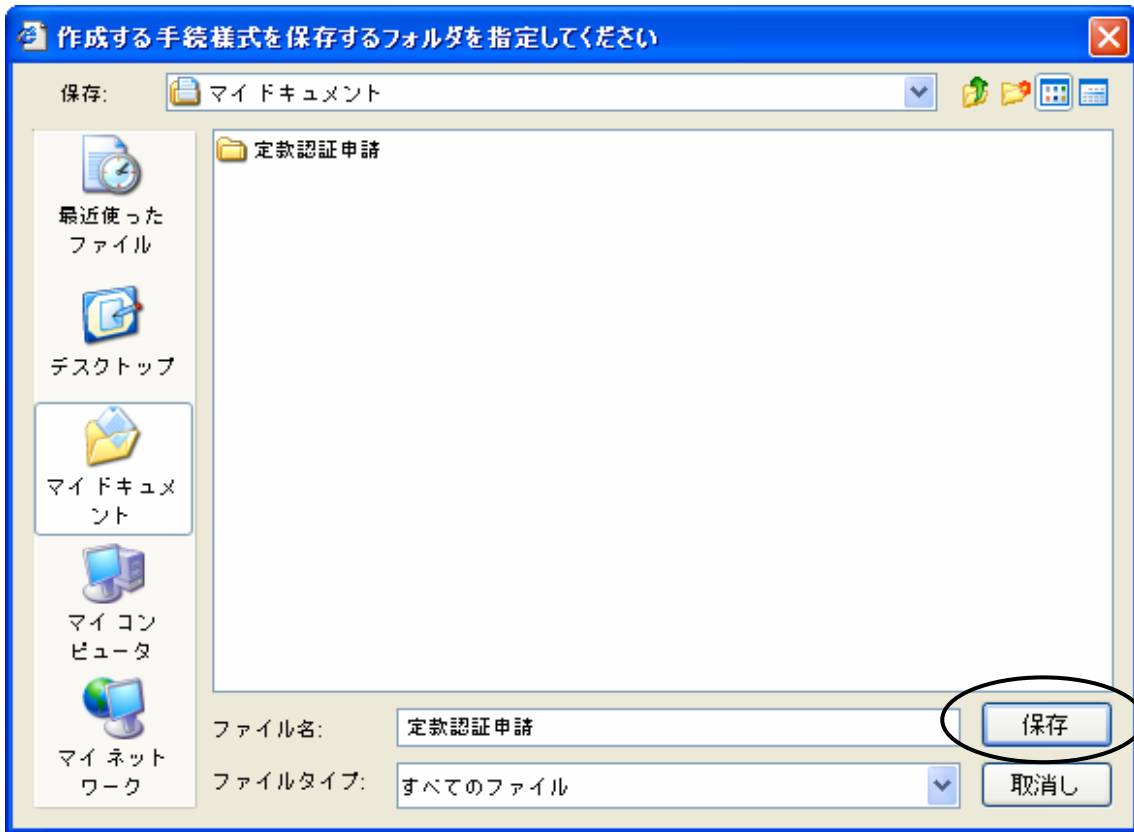 作成する手続様式を保存するフォルダを指定してください
保存:
マイ ドキュメント
定款認証申請
最近使った
ファイル
デスクトップ
マイ ドキュメ
ント
マイ コン
ピュータ
マイ ネット
ワーク
ファイル名:
定款認証申請
保存
ファイルタイプ:
すべてのファイル
取消し